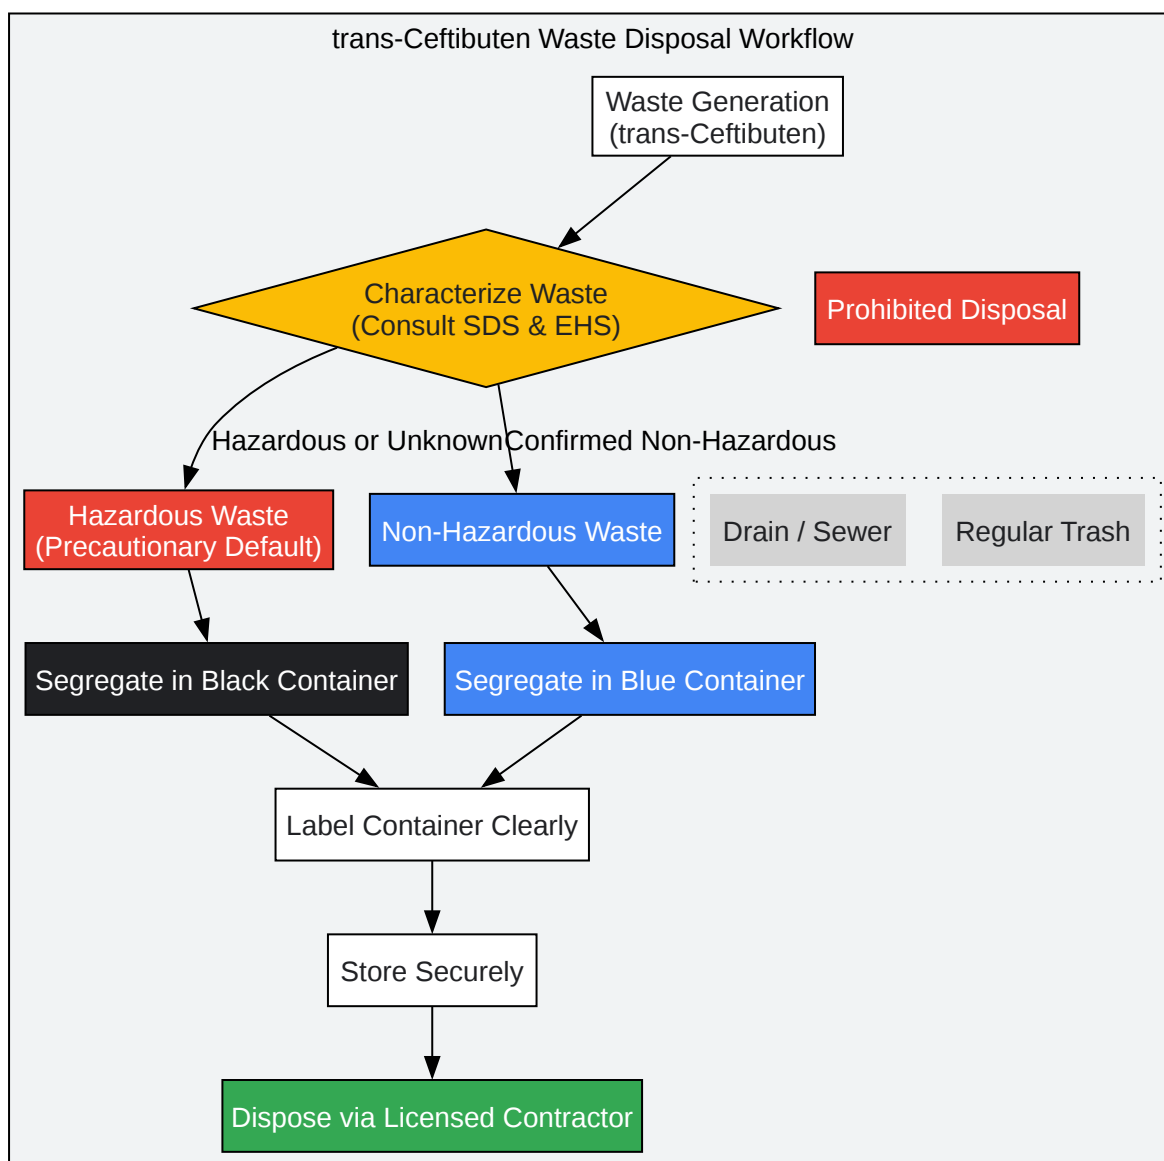 trans-Ceftibuten Waste Disposal Workflow
Waste Generation
(trans-Ceftibuten)
Characterize Waste
(Consult SDS & EHS)
Prohibited Disposal
Hazardous or Unknown
Confirmed Non-Hazardous
Hazardous Waste
(Precautionary Default)
Non-Hazardous Waste
Drain / Sewer
Regular Trash
Segregate in Black Container
Segregate in Blue Container
Label Container Clearly
Store Securely
Dispose via Licensed Contractor